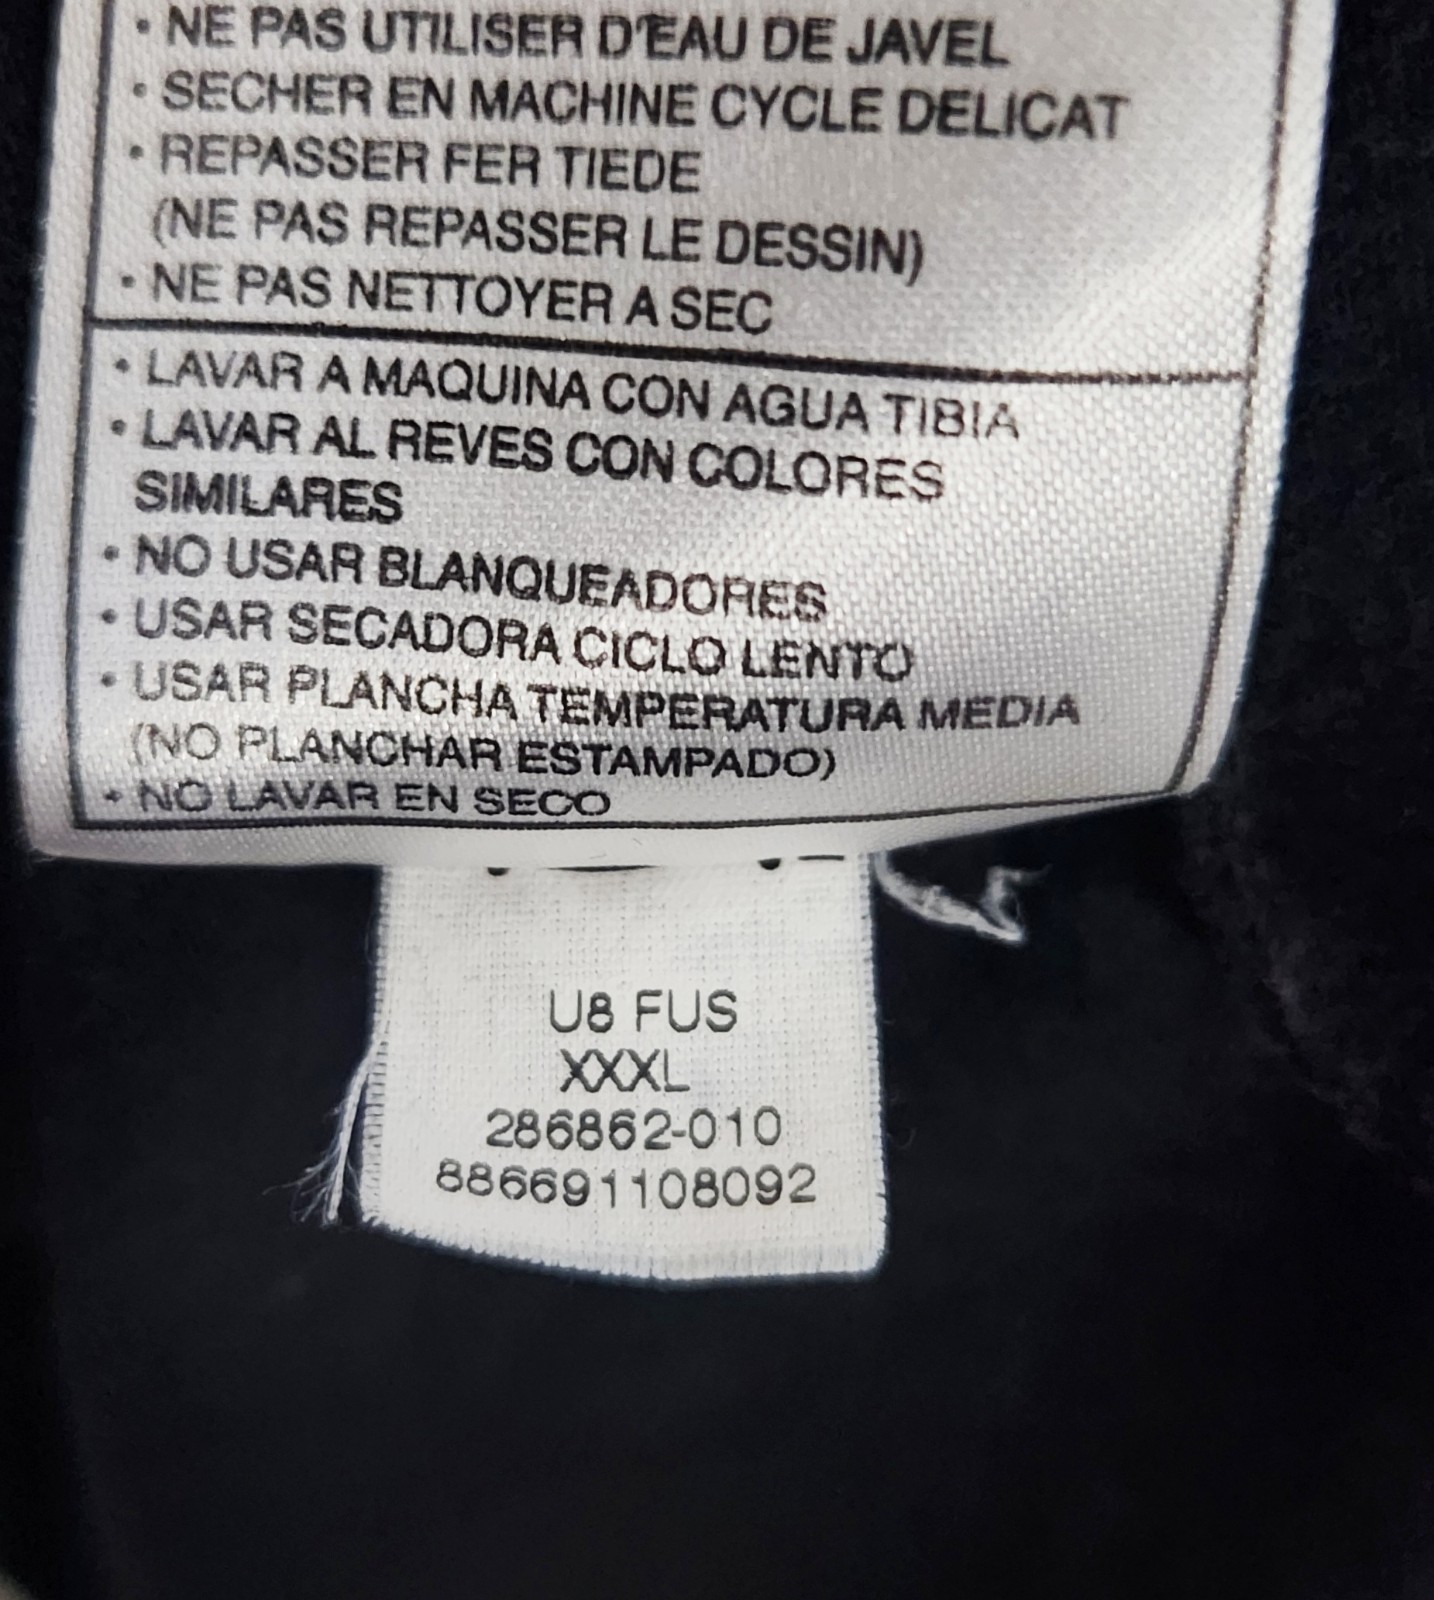 • NE PAS UTILISER D'EAU DE JAVEL
• SECHER EN MACHINE CYCLE DELICAT
• REPASSER FER TIEDE
(NE PAS REPASSER LE DESSIN)
• NE PAS NETTOYER A SEC
• LAVAR A MAQUINA CON AGUA TIBIA
• LAVAR AL REVES CON COLORES
SIMILARES
• NO USAR BLANQUEADORES
• USAR SECADORA CICLO LENTO
• USAR PLANCHA TEMPERATURA MEDIA
(NO PLANCHAR ESTAMPADO)
• NO LAVAR EN SECO
U8 FUS
XXXL
286862-010
886691108092